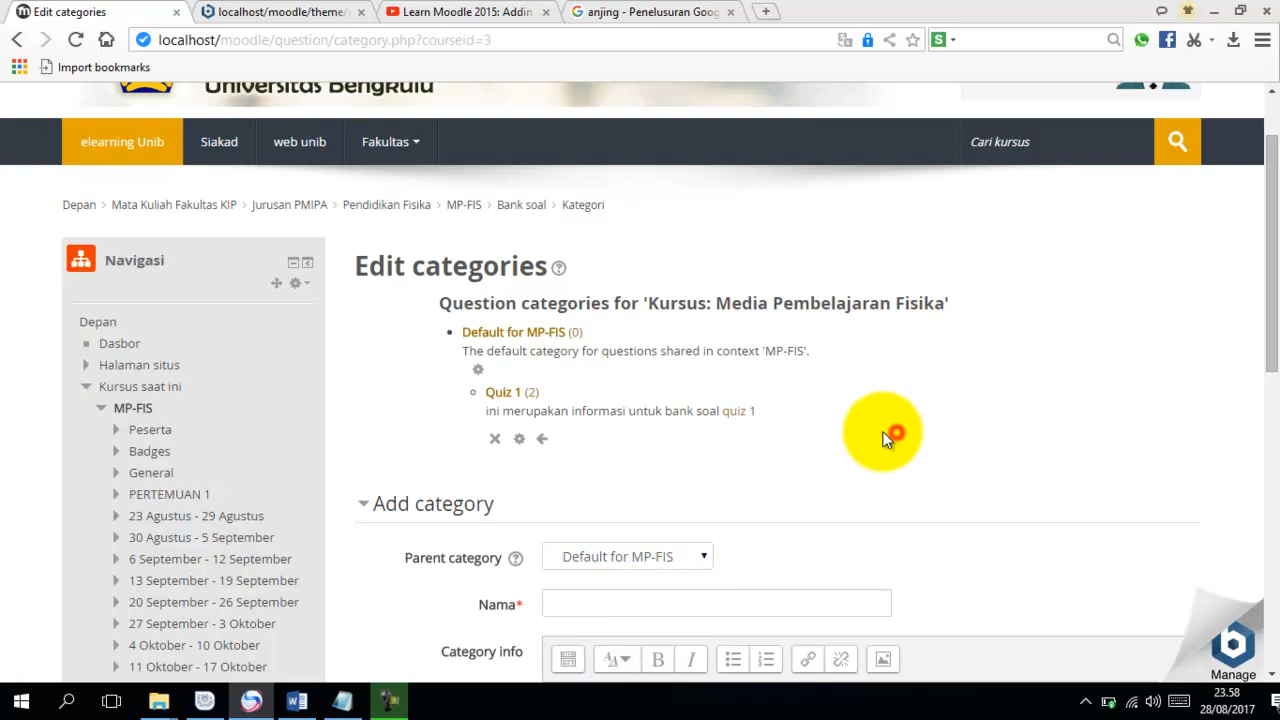 Edit categories
localhost/moodle/theme/
Learn Moodle 2015: Addin
anjing - Penelusuran Goog
localhost/moodle/question/category.php?courseid=3
Import bookmarks
Universitas Bengkulu
elearning Unib
Siakad
web unib
Fakultas
Cari kursus
Depan > Mata Kuliah Fakultas KIP > Jurusan PMIPA > Pendidikan Fisika > MP-FIS > Bank soal > Kategori
Navigasi
Depan
Dasbor
Halaman situs
Kursus saat ini
MP-FIS
Peserta
Badges
General
PERTEMUAN 1
23 Agustus - 29 Agustus
30 Agustus - 5 September
6 September - 12 September
13 September - 19 September
20 September - 26 September
27 September - 3 Oktober
4 Oktober - 10 Oktober
11 Oktober - 17 Oktober
Edit categories
Question categories for 'Kursus: Media Pembelajaran Fisika'
Default for MP-FIS (0)
The default category for questions shared in context 'MP-FIS'.
Quiz 1 (2)
ini merupakan informasi untuk bank soal quiz 1
Add category
Parent category
Default for MP-FIS
Nama*
Category info
Manage
23.58
28/08/2017